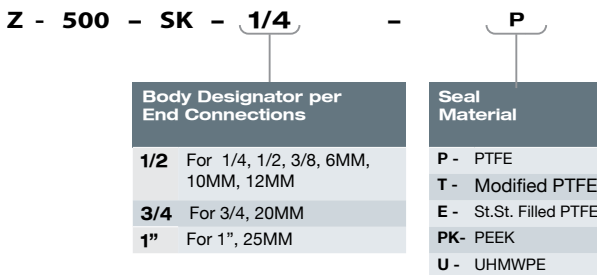 Z - 500 – SK – 1/4 – P
Body Designator per
End Connections
1/2 For 1/4, 1/2, 3/8, 6MM,
10MM, 12MM
3/4 For 3/4, 20MM
1” For 1”, 25MM
Seal
Material
P - PTFE
T - Modified PTFE
E - St.St. Filled PTFE
PK- PEEK
U - UHMWPE